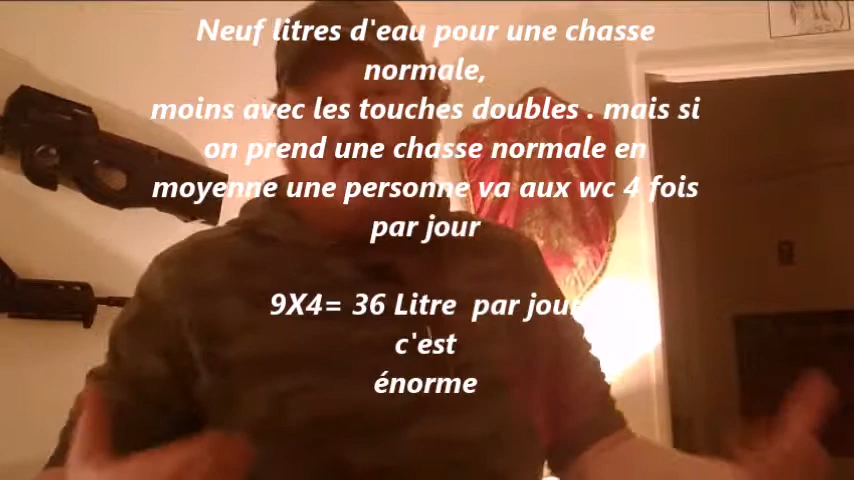 Neuf litres d'eau pour une chasse
normale,
moins avec les touches doubles . mais si
on prend une chasse normale en
moyenne une personne va aux wc 4 fois
par jour
9X4= 36 Litre  par jour
c'est
énorme